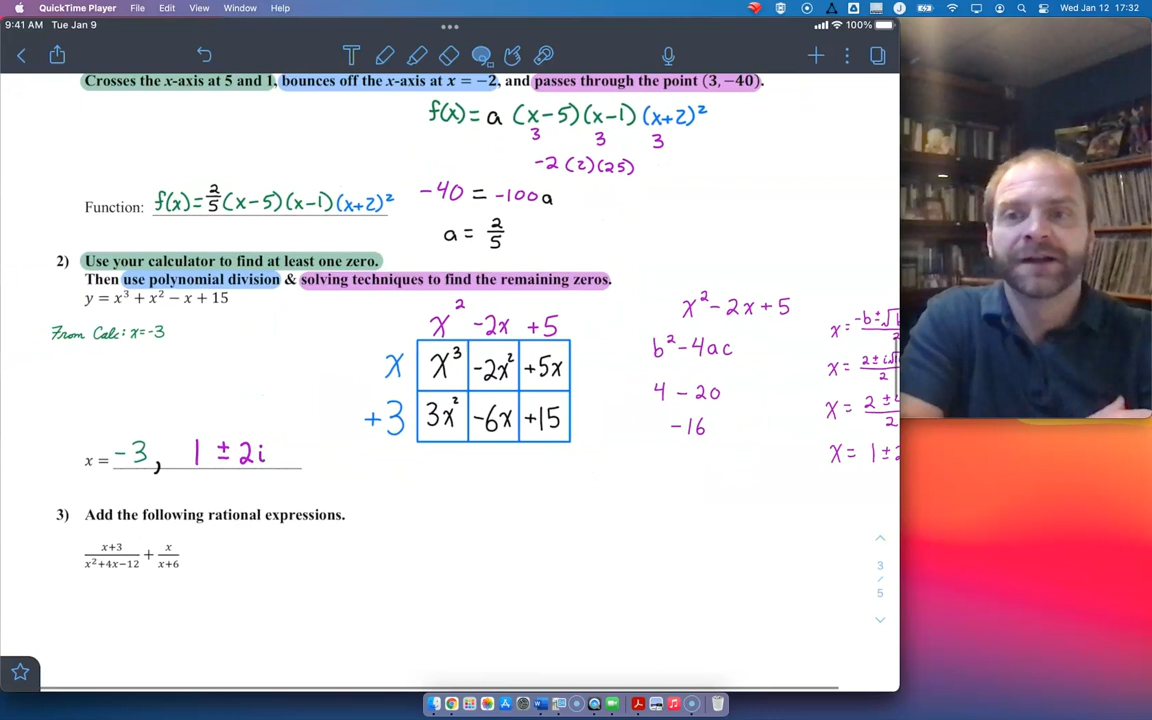 QuickTime Player File Edit View Window Help Wed Jan 12 17:32
9:41 AM Tue Jan 9 100%
Crosses the x-axis at 5 and 1, bounces off the x-axis at x = −2, and passes through the point (3, −40).
f(x) = a (x−5)(x−1)(x+2)²
3 3 3
-2(2)(25)
Function: f(x) = 2/5 (x−5)(x−1)(x+2)²
-40 = -100a
a = 2/5
2) Use your calculator to find at least one zero.
Then use polynomial division & solving techniques to find the remaining zeros.
y = x³ + x² − x + 15
From Calc: x=-3
x² -2x +5
x x³ -2x² +5x
+3 3x² -6x +15
x² - 2x + 5
b² - 4ac
4 - 20
-16
x =
x =
x = 2 ±
x = 1 ± 2
x = -3, 1 ± 2i
3) Add the following rational expressions.
x+3/x²+4x−12 + x/x+6
3
/
5